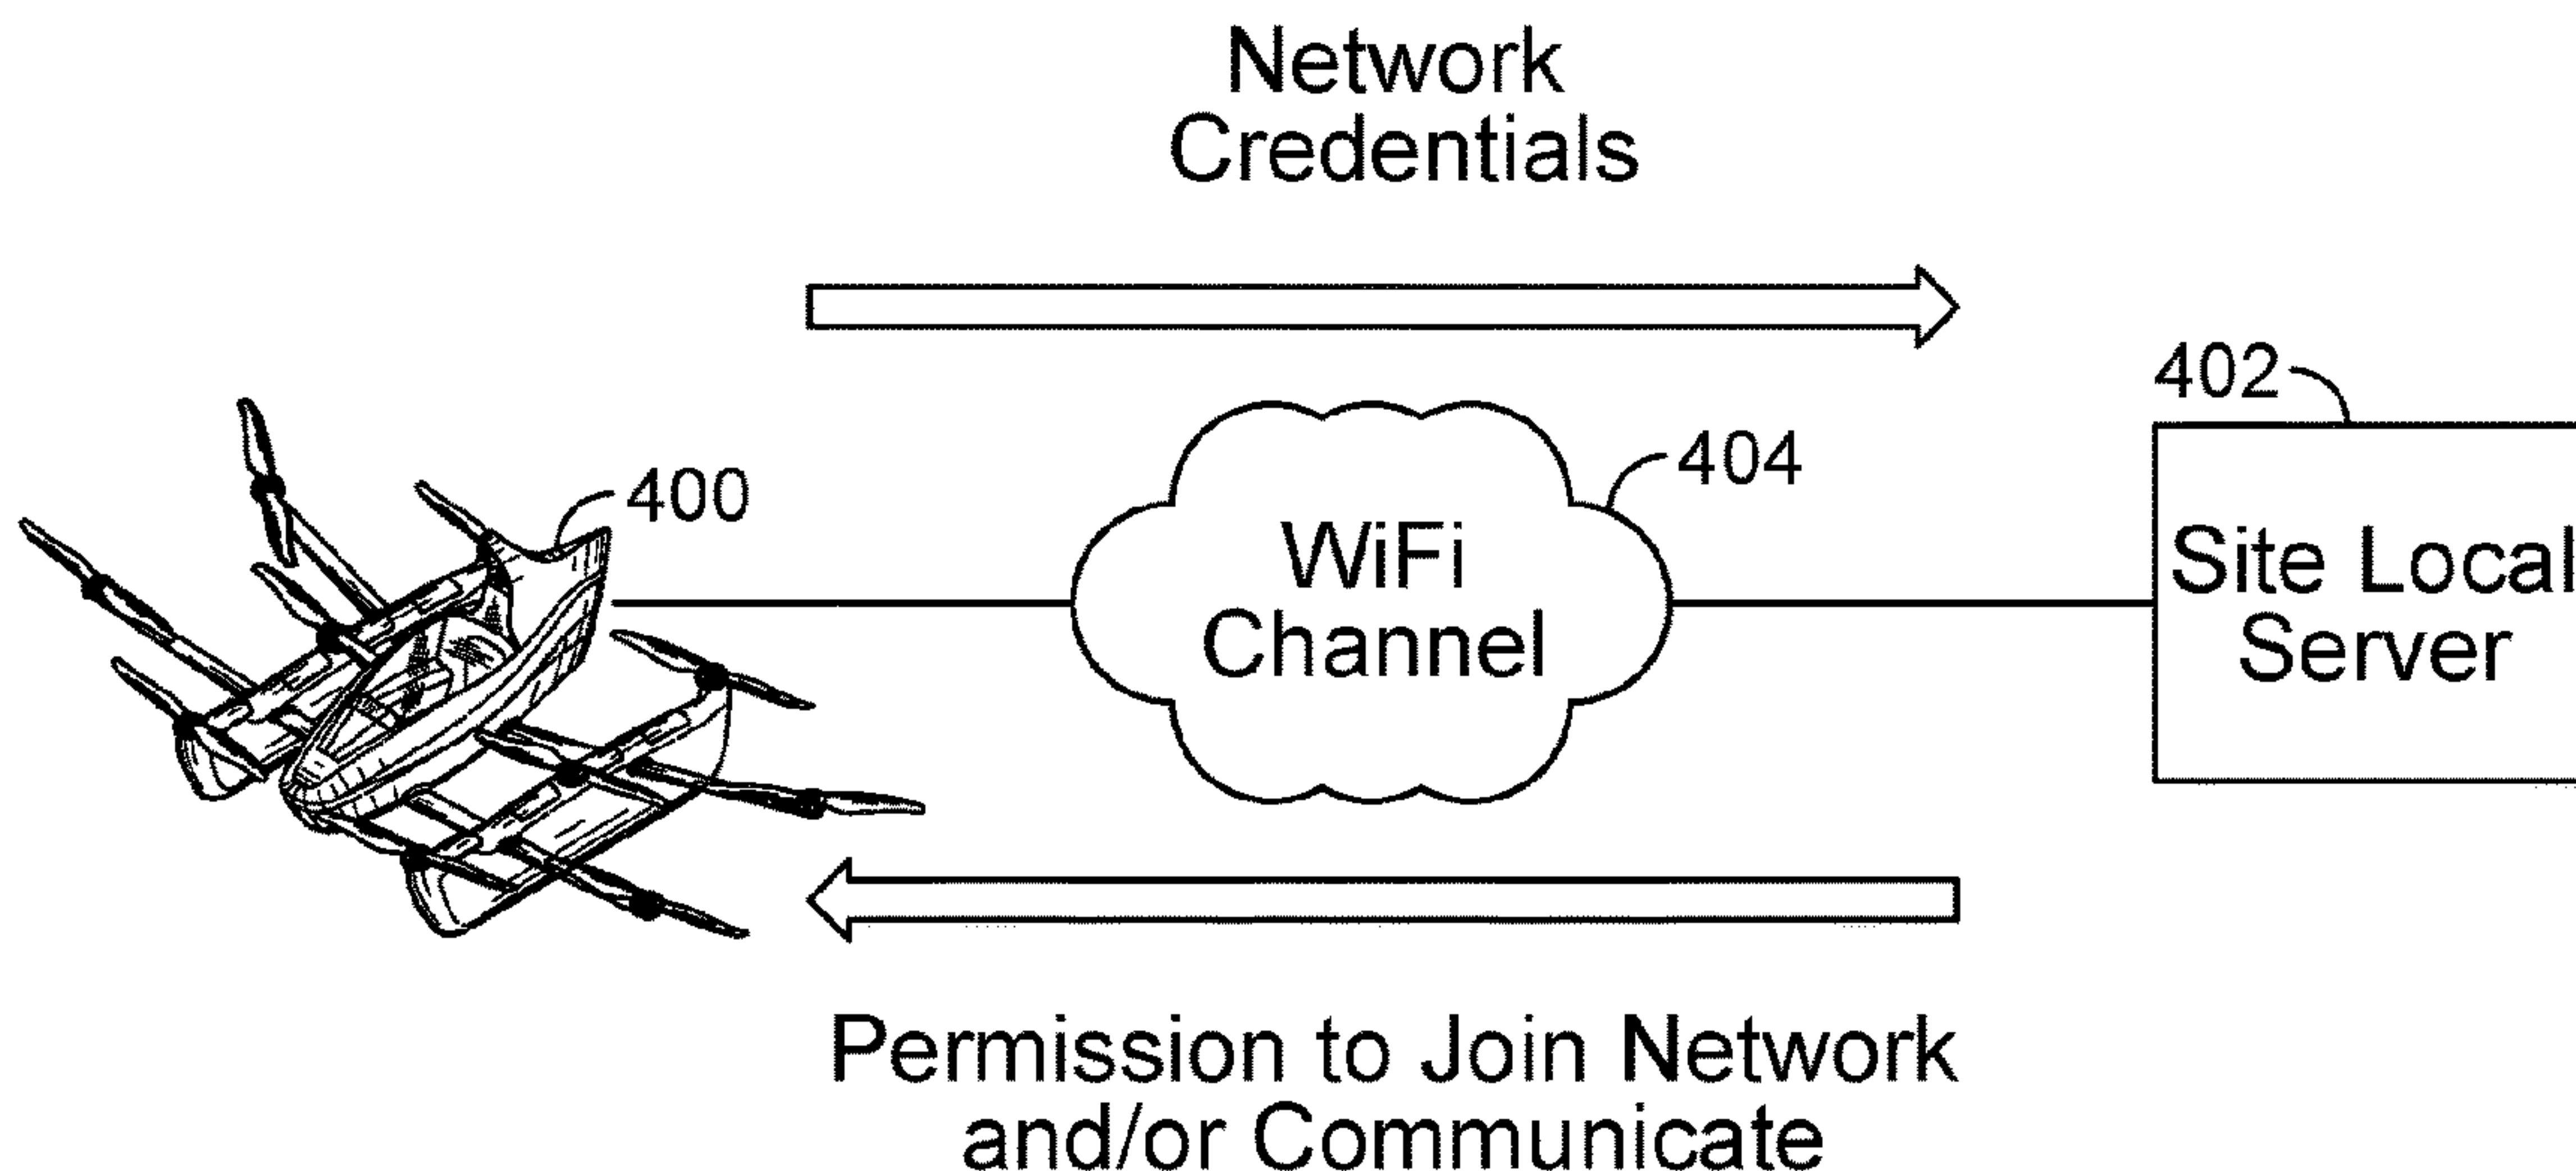 Network
Credentials
402
404
400
WiFi
Channel
Site Local
Server
Permission to Join Network
and/or Communicate